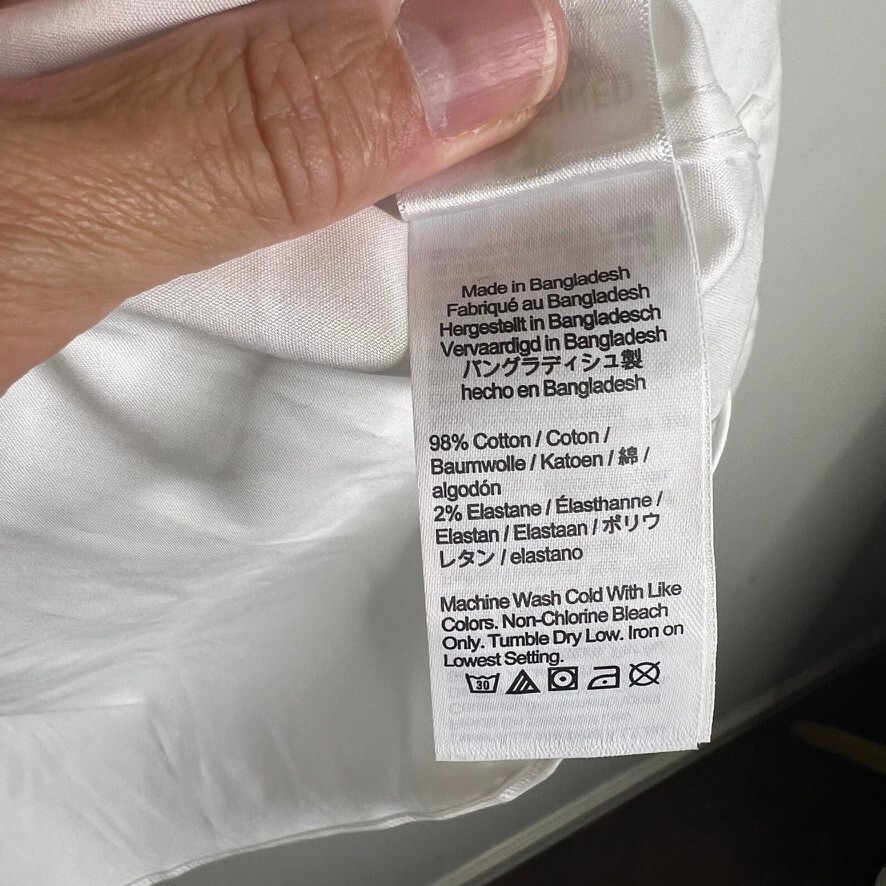 Made in Bangladesh
Fabriqué au Bangladesh
Hergestellt in Bangladesch
Vervaardigd in Bangladesh
バングラディシュ製
hecho en Bangladesh
98% Cotton / Coton /
Baumwolle / Katoen / 綿 /
algodón
2% Elastane / Élasthanne /
Elastan / Elastaan / ポリウ
レタン / elastano
Machine Wash Cold With Like
Colors. Non-Chlorine Bleach
Only. Tumble Dry Low. Iron on
Lowest Setting.
30